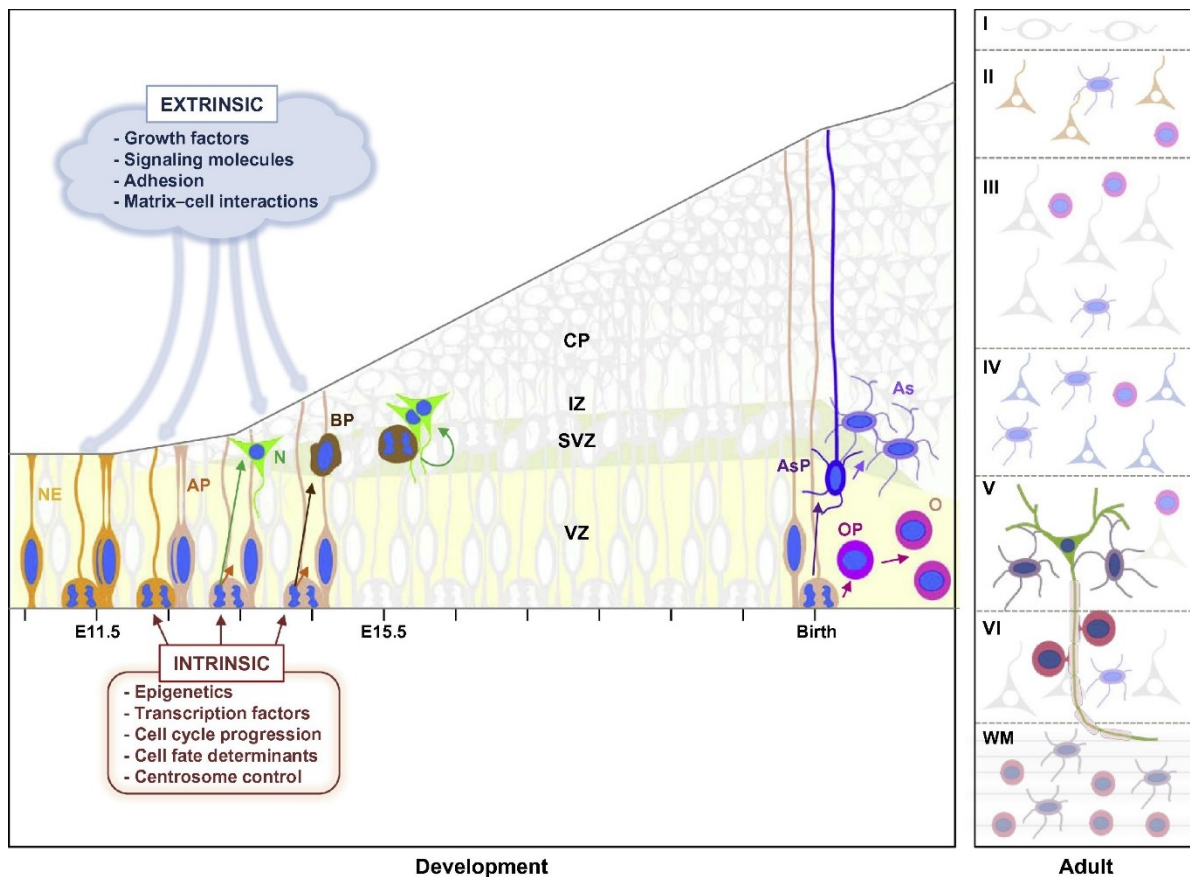 EXTRINSIC
- Growth factors
- Signaling molecules
- Adhesion
- Matrix–cell interactions
CP
IZ
SVZ
VZ
NE
AP
N
BP
As
AsP
OP
O
E11.5
E15.5
Birth
INTRINSIC
- Epigenetics
- Transcription factors
- Cell cycle progression
- Cell fate determinants
- Centrosome control
Development
I
II
III
IV
V
VI
WM
Adult